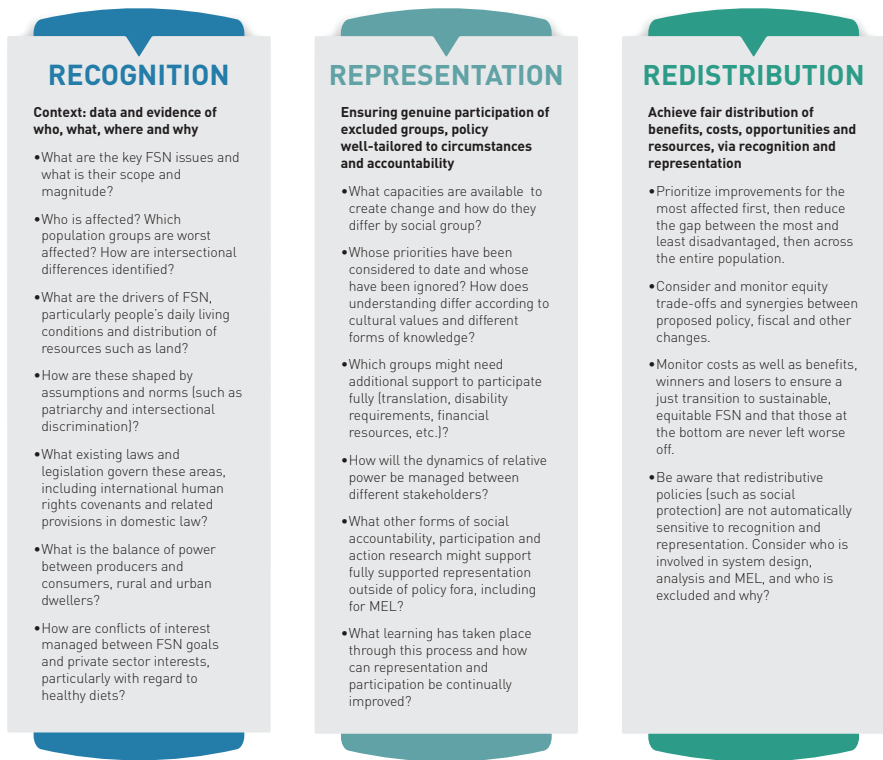 RECOGNITION
Context: data and evidence of
who, what, where and why
•What are the key FSN issues and
what is their scope and
magnitude?
•Who is affected? Which
population groups are worst
affected? How are intersectional
differences identified?
•What are the drivers of FSN,
particularly people's daily living
conditions and distribution of
resources such as land?
•How are these shaped by
assumptions and norms (such as
patriarchy and intersectional
discrimination)?
•What existing laws and
legislation govern these areas,
including international human
rights covenants and related
provisions in domestic law?
•What is the balance of power
between producers and
consumers, rural and urban
dwellers?
•How are conflicts of interest
managed between FSN goals
and private sector interests,
particularly with regard to
healthy diets?
REPRESENTATION
Ensuring genuine participation of
excluded groups, policy
well-tailored to circumstances
and accountability
•What capacities are available to
create change and how do they
differ by social group?
•Whose priorities have been
considered to date and whose
have been ignored? How does
understanding differ according to
cultural values and different
forms of knowledge?
•Which groups might need
additional support to participate
fully (translation, disability
requirements, financial
resources, etc.)?
•How will the dynamics of relative
power be managed between
different stakeholders?
•What other forms of social
accountability, participation and
action research might support
fully supported representation
outside of policy fora, including
for MEL?
•What learning has taken place
through this process and how
can representation and
participation be continually
improved?
REDISTRIBUTION
Achieve fair distribution of
benefits, costs, opportunities and
resources, via recognition and
representation
•Prioritize improvements for the
most affected first, then reduce
the gap between the most and
least disadvantaged, then across
the entire population.
•Consider and monitor equity
trade-offs and synergies between
proposed policy, fiscal and other
changes.
•Monitor costs as well as benefits,
winners and losers to ensure a
just transition to sustainable,
equitable FSN and that those at
the bottom are never left worse
off.
•Be aware that redistributive
policies (such as social
protection) are not automatically
sensitive to recognition and
representation. Consider who is
involved in system design,
analysis and MEL, and who is
excluded and why?